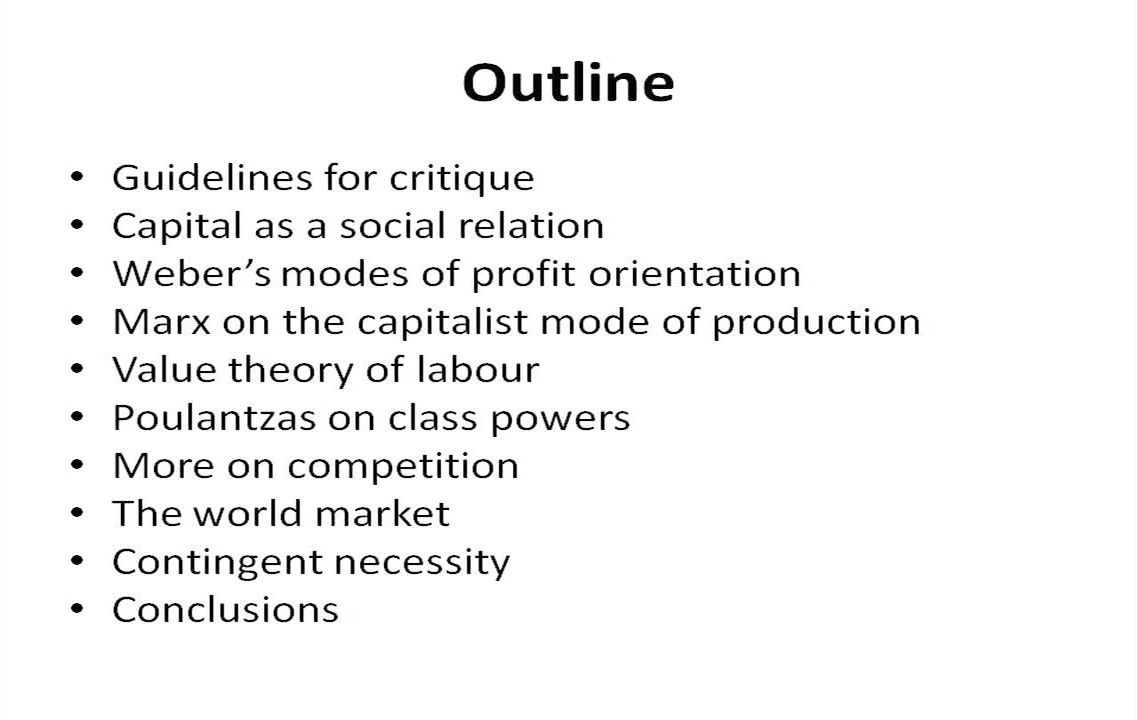 Outline
• Guidelines for critique
• Capital as a social relation
• Weber’s modes of profit orientation
• Marx on the capitalist mode of production
• Value theory of labour
• Poulantzas on class powers
• More on competition
• The world market
• Contingent necessity
• Conclusions